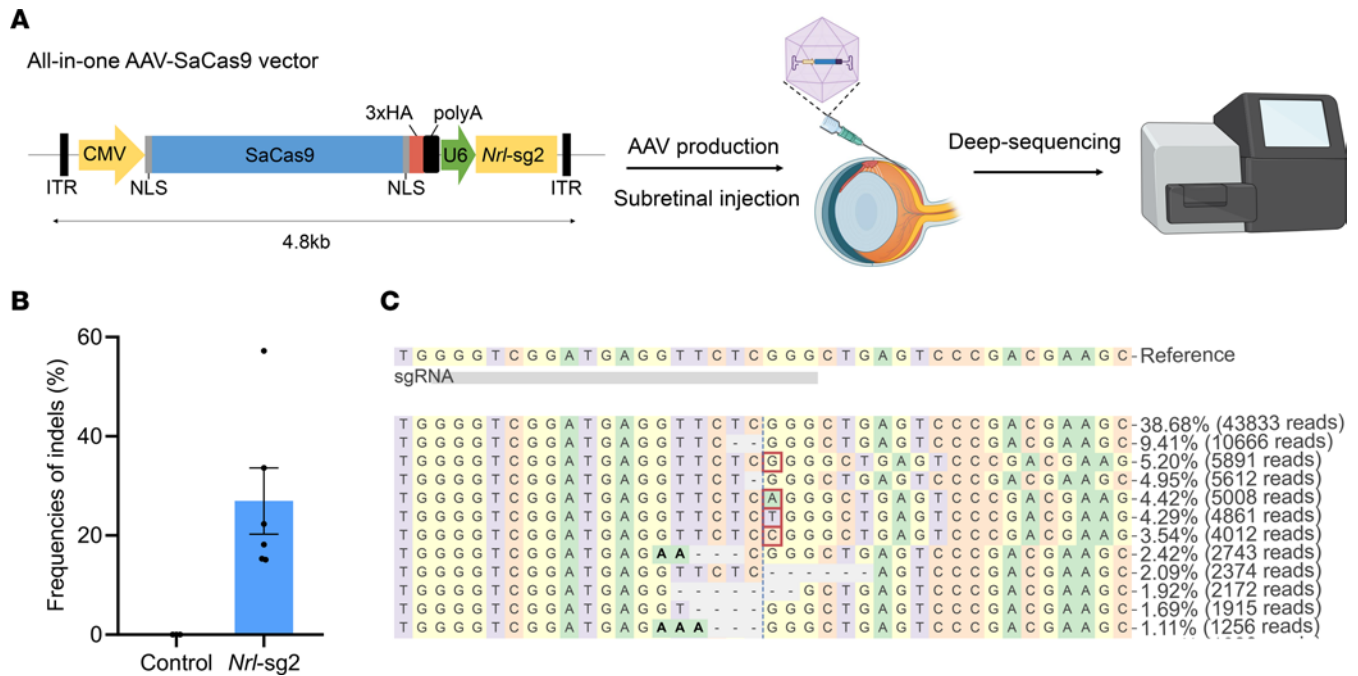 A
All-in-one AAV-SaCas9 vector
3xHA polyA
CMV SaCas9 U6 Nrl-sg2
ITR NLS NLS ITR
4.8kb
AAV production
Subretinal injection
Deep-sequencing
B
Frequencies of indels (%)
60
40
20
0
Control Nrl-sg2
C
T G G G G T C G G A T G A G G T T C T C G G G C T G A G T C C C G A C G A A G C - Reference
sgRNA
T G G G G T C G G A T G A G G T T C T C G G G C T G A G T C C C G A C G A A G C - 38.68% (43833 reads)
T G G G G T C G G A T G A G G T T C - - G G G C T G A G T C C C G A C G A A G C - 9.41% (10666 reads)
T G G G G T C G G A T G A G G T T C T C G G G G C T G A G T C C C G A C G A A G - 5.20% (5891 reads)
T G G G G T C G G A T G A G G T T C T - G G G C T G A G T C C C G A C G A A G C - 4.95% (5612 reads)
T G G G G T C G G A T G A G G T T C T C A G G G C T G A G T C C C G A C G A A G - 4.42% (5008 reads)
T G G G G T C G G A T G A G G T T C T C T G G G C T G A G T C C C G A C G A A G - 4.29% (4861 reads)
T G G G G T C G G A T G A G G T T C T C C G G G C T G A G T C C C G A C G A A G - 3.54% (4012 reads)
T G G G G T C G G A T G A G A A - - - C G G G C T G A G T C C C G A C G A A G C - 2.42% (2743 reads)
T G G G G T C G G A T G A G G T T C T C - - - - - - A G T C C C G A C G A A G C - 2.09% (2374 reads)
T G G G G T C G G A T G A G G - - - - - - - G C T G A G T C C C G A C G A A G C - 1.92% (2172 reads)
T G G G G T C G G A T G A G G T - - - - G G G C T G A G T C C C G A C G A A G C - 1.69% (1915 reads)
T G G G G T C G G A T G A G A A A - - - G G G C T G A G T C C C G A C G A A G C - 1.11% (1256 reads)